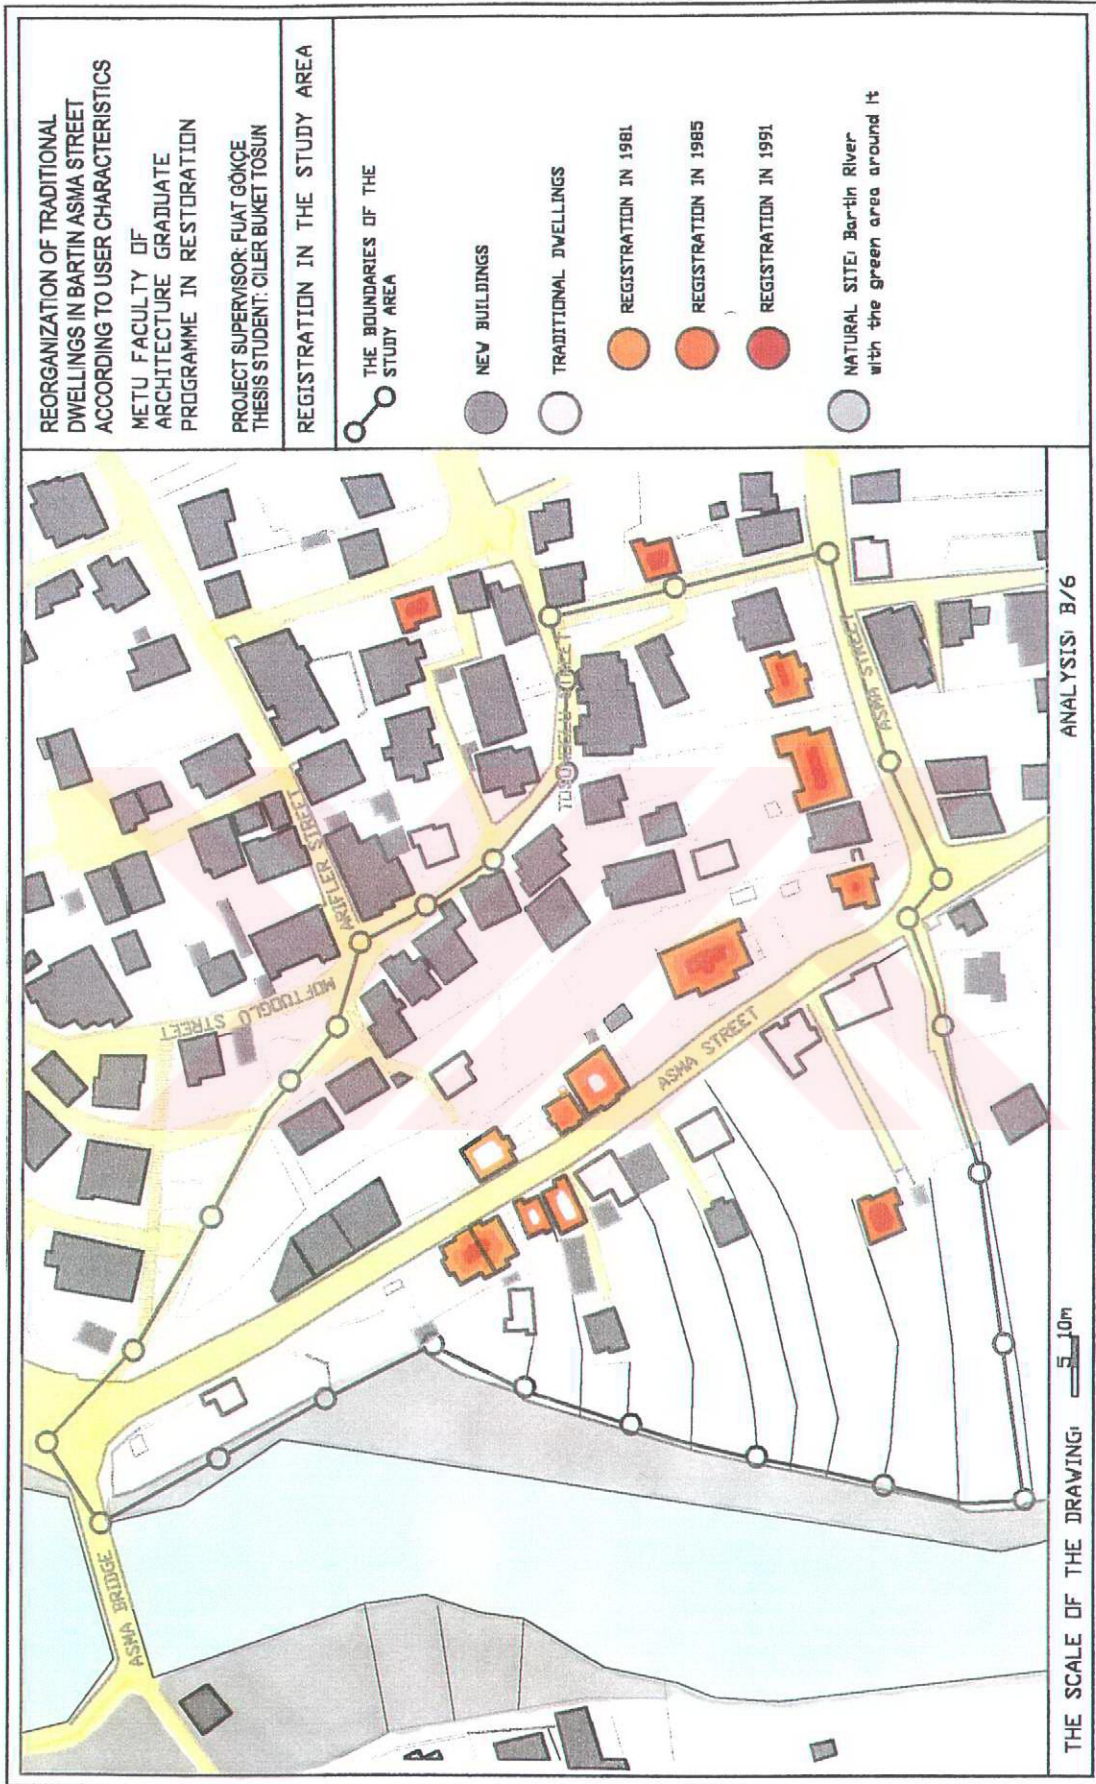 REORGANIZATION OF TRADITIONAL
DWELLINGS IN BARTIN ASMA STREET
ACCORDING TO USER CHARACTERISTICS
METU FACULTY OF
ARCHITECTURE GRADUATE
PROGRAMME IN RESTORATION
PROJECT SUPERVISOR: FUAT GÖKÇE
THESIS STUDENT: CILER BUKET TOSUN
REGISTRATION IN THE STUDY AREA
THE BOUNDARIES OF THE
STUDY AREA
NEW BUILDINGS
TRADITIONAL DWELLINGS
REGISTRATION IN 1981
REGISTRATION IN 1985
REGISTRATION IN 1991
NATURAL SITE: Bartin River
with the green area around it
ASMA BRIDGE
MOFTUOGLU STREET
ARIFLER STREET
STREET
ASMA STREET
ASMA STREET
THE SCALE OF THE DRAWING:
5 10m
ANALYSIS: B/6